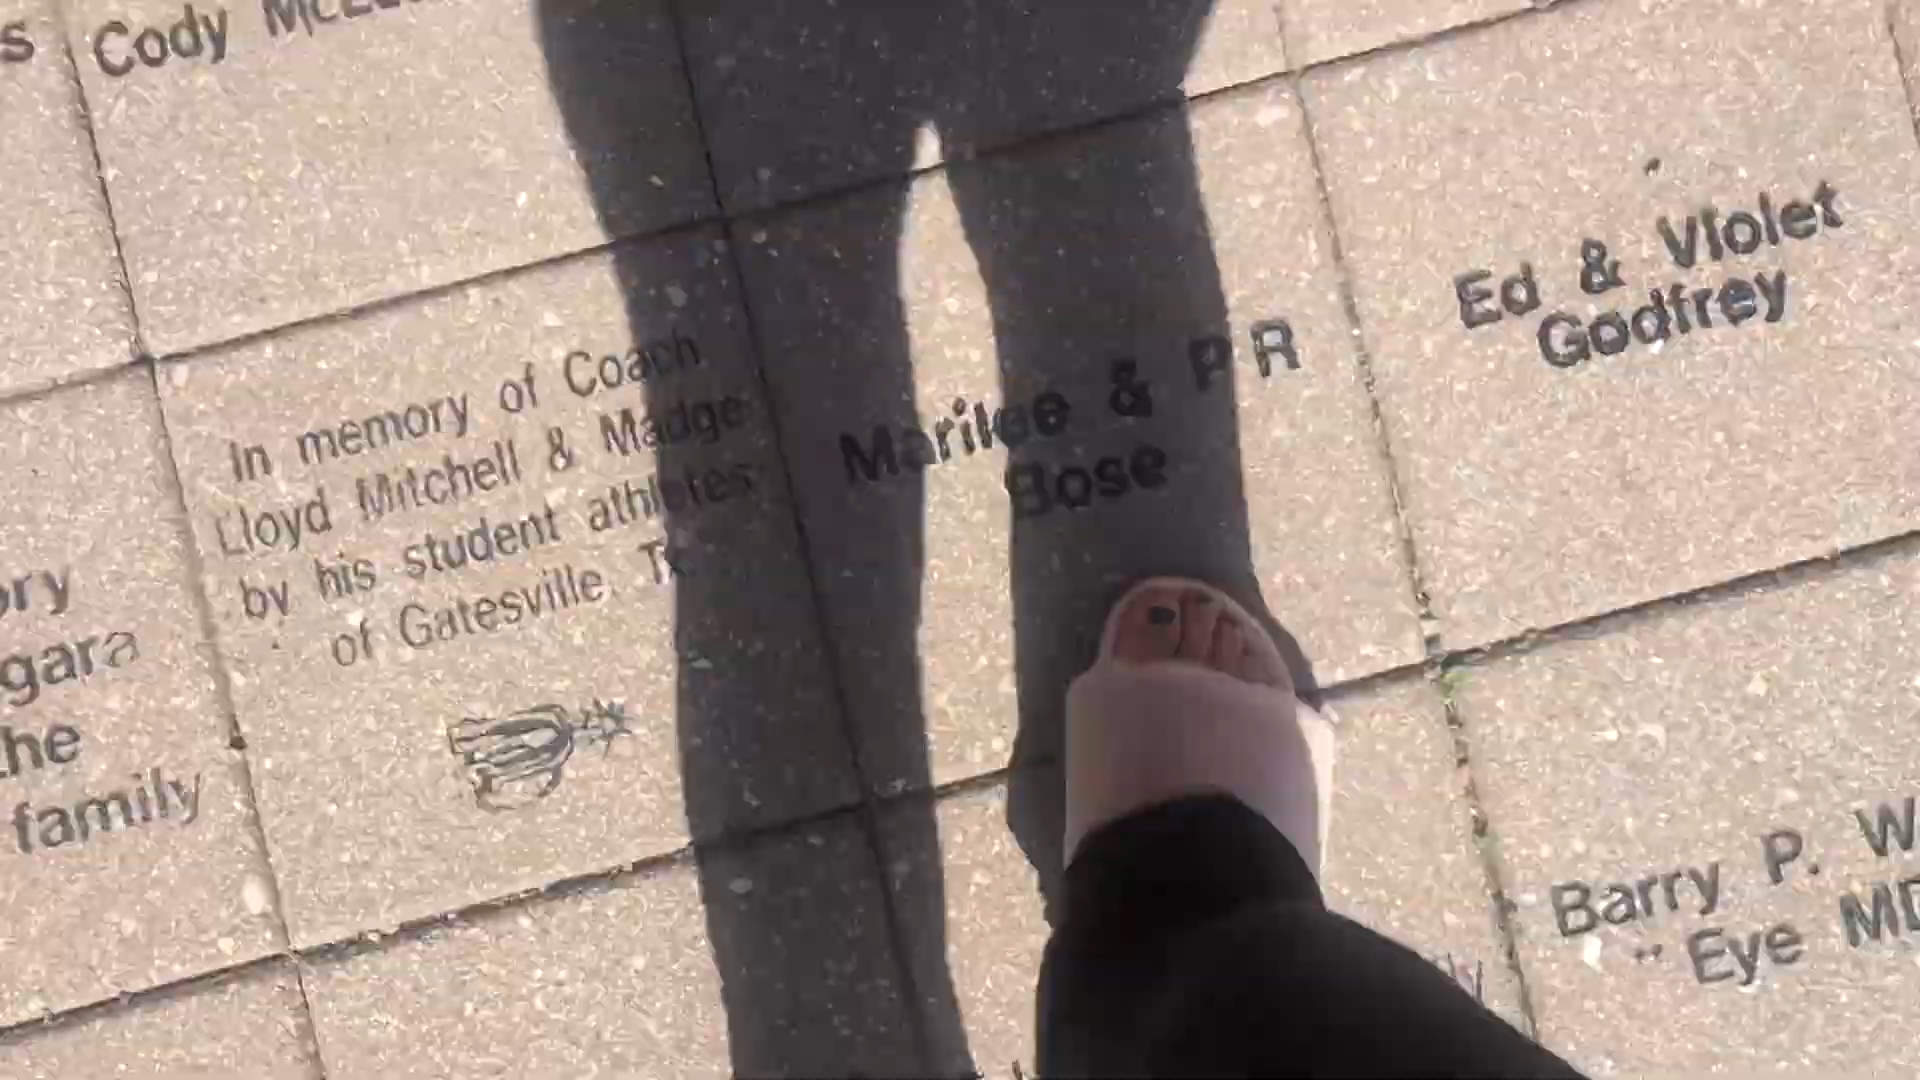 s
Cody
In memory of Coach
Lloyd Mitchell & Madge
by his student athletes
of Gatesville, Tx
Marilee & P R
Bose
Ed & Violet
Godfrey
ory
gara
he
family
Barry P. W
Eye MD